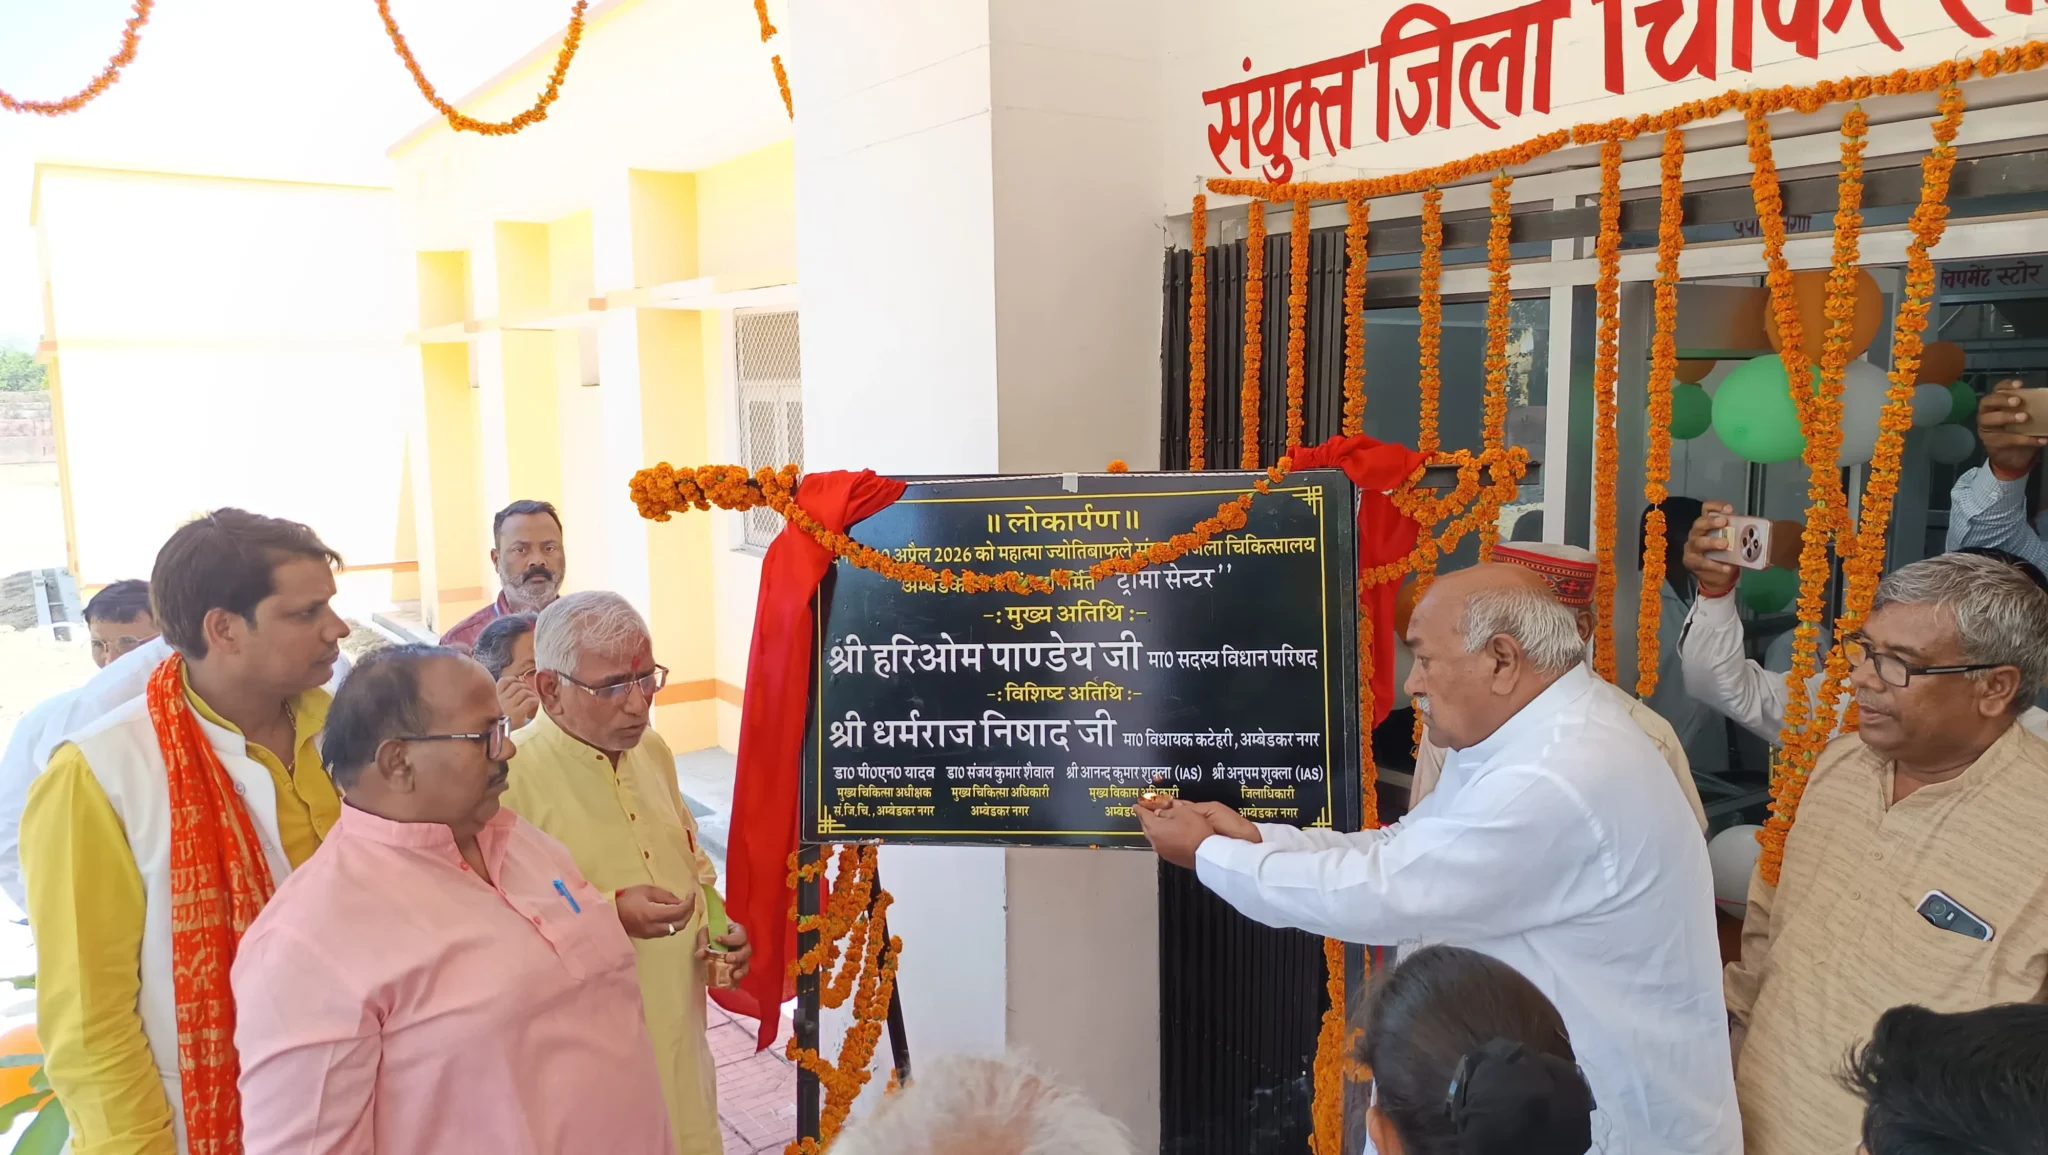 संयुक्त जिला
चिपमेंट स्टोर
॥ लोकार्पण ॥
अप्रैल 2026 को महात्मा ज्योतिबाफूले जिला चिकित्सालय
ट्रामा सेन्टर’’
-: मुख्य अतिथि :-
श्री हरिओम पाण्डेय जी मा0 सदस्य विधान परिषद
-: विशिष्ट अतिथि :-
श्री धर्मराज निषाद जी मा0 विधायक कटेहरी, अम्बेडकर नगर
डा0 पी0एन0 यादव डा0 संजय कुमार शैवाल श्री आनन्द कुमार शुक्ला (IAS) श्री अनुपम शुक्ला (IAS)
मुख्य चिकित्सा अधीक्षक मुख्य चिकित्सा अधिकारी मुख्य विकास अधिकारी जिलाधिकारी
सं.जि.चि., अम्बेडकर नगर अम्बेडकर नगर अम्बेडकर नगर